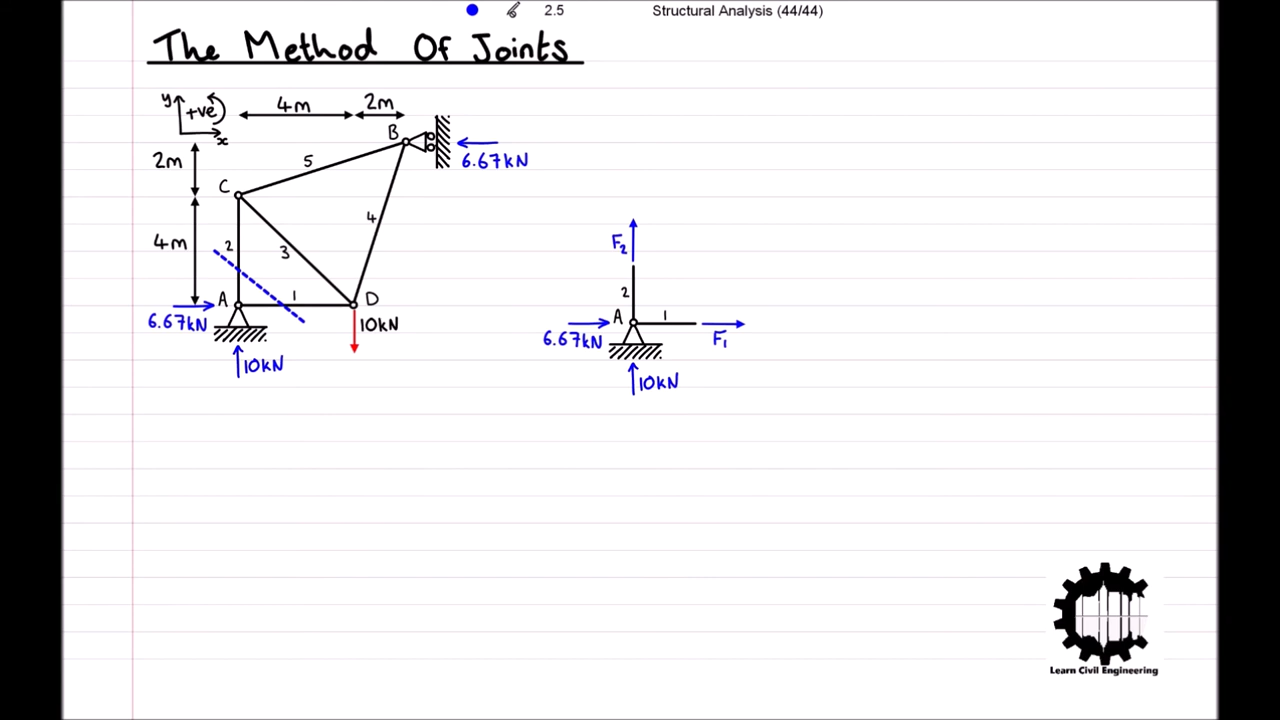 2.5
Structural Analysis (44/44)
The Method Of Joints
y
+ve
x
4m
2m
B
2m
5
6.67kN
C
4
4m
2
3
F₂
A
1
D
2
6.67kN
10kN
A
1
6.67kN
F₁
10kN
10kN
Learn Civil Engineering